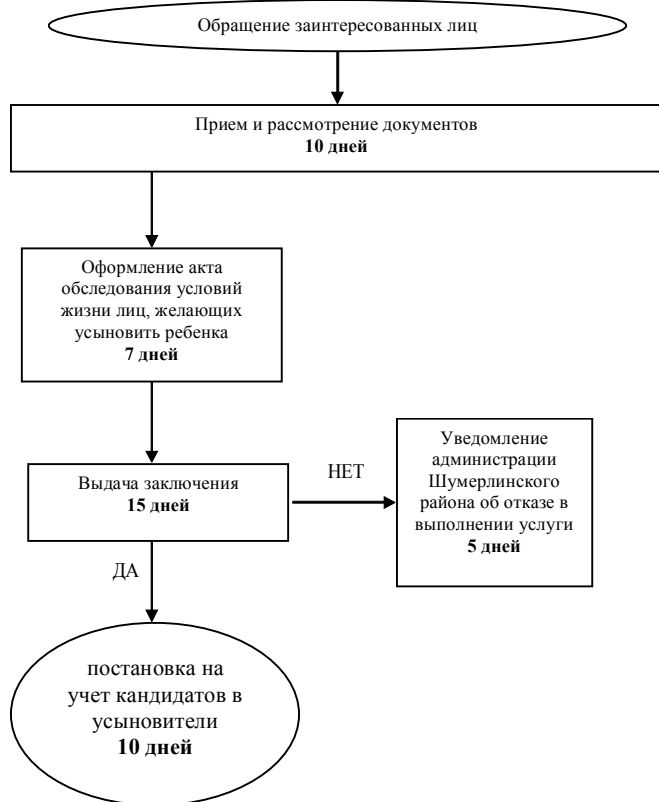 Обращение заинтересованных лиц
Прием и рассмотрение документов
10 дней
Оформление акта
обследования условий
жизни лиц, желающих
усыновить ребенка
7 дней
Выдача заключения
15 дней
НЕТ
Уведомление
администрации
Шумерлинского
района об отказе в
выполнении услуги
5 дней
ДА
постановка на
учет кандидатов в
усыновители
10 дней